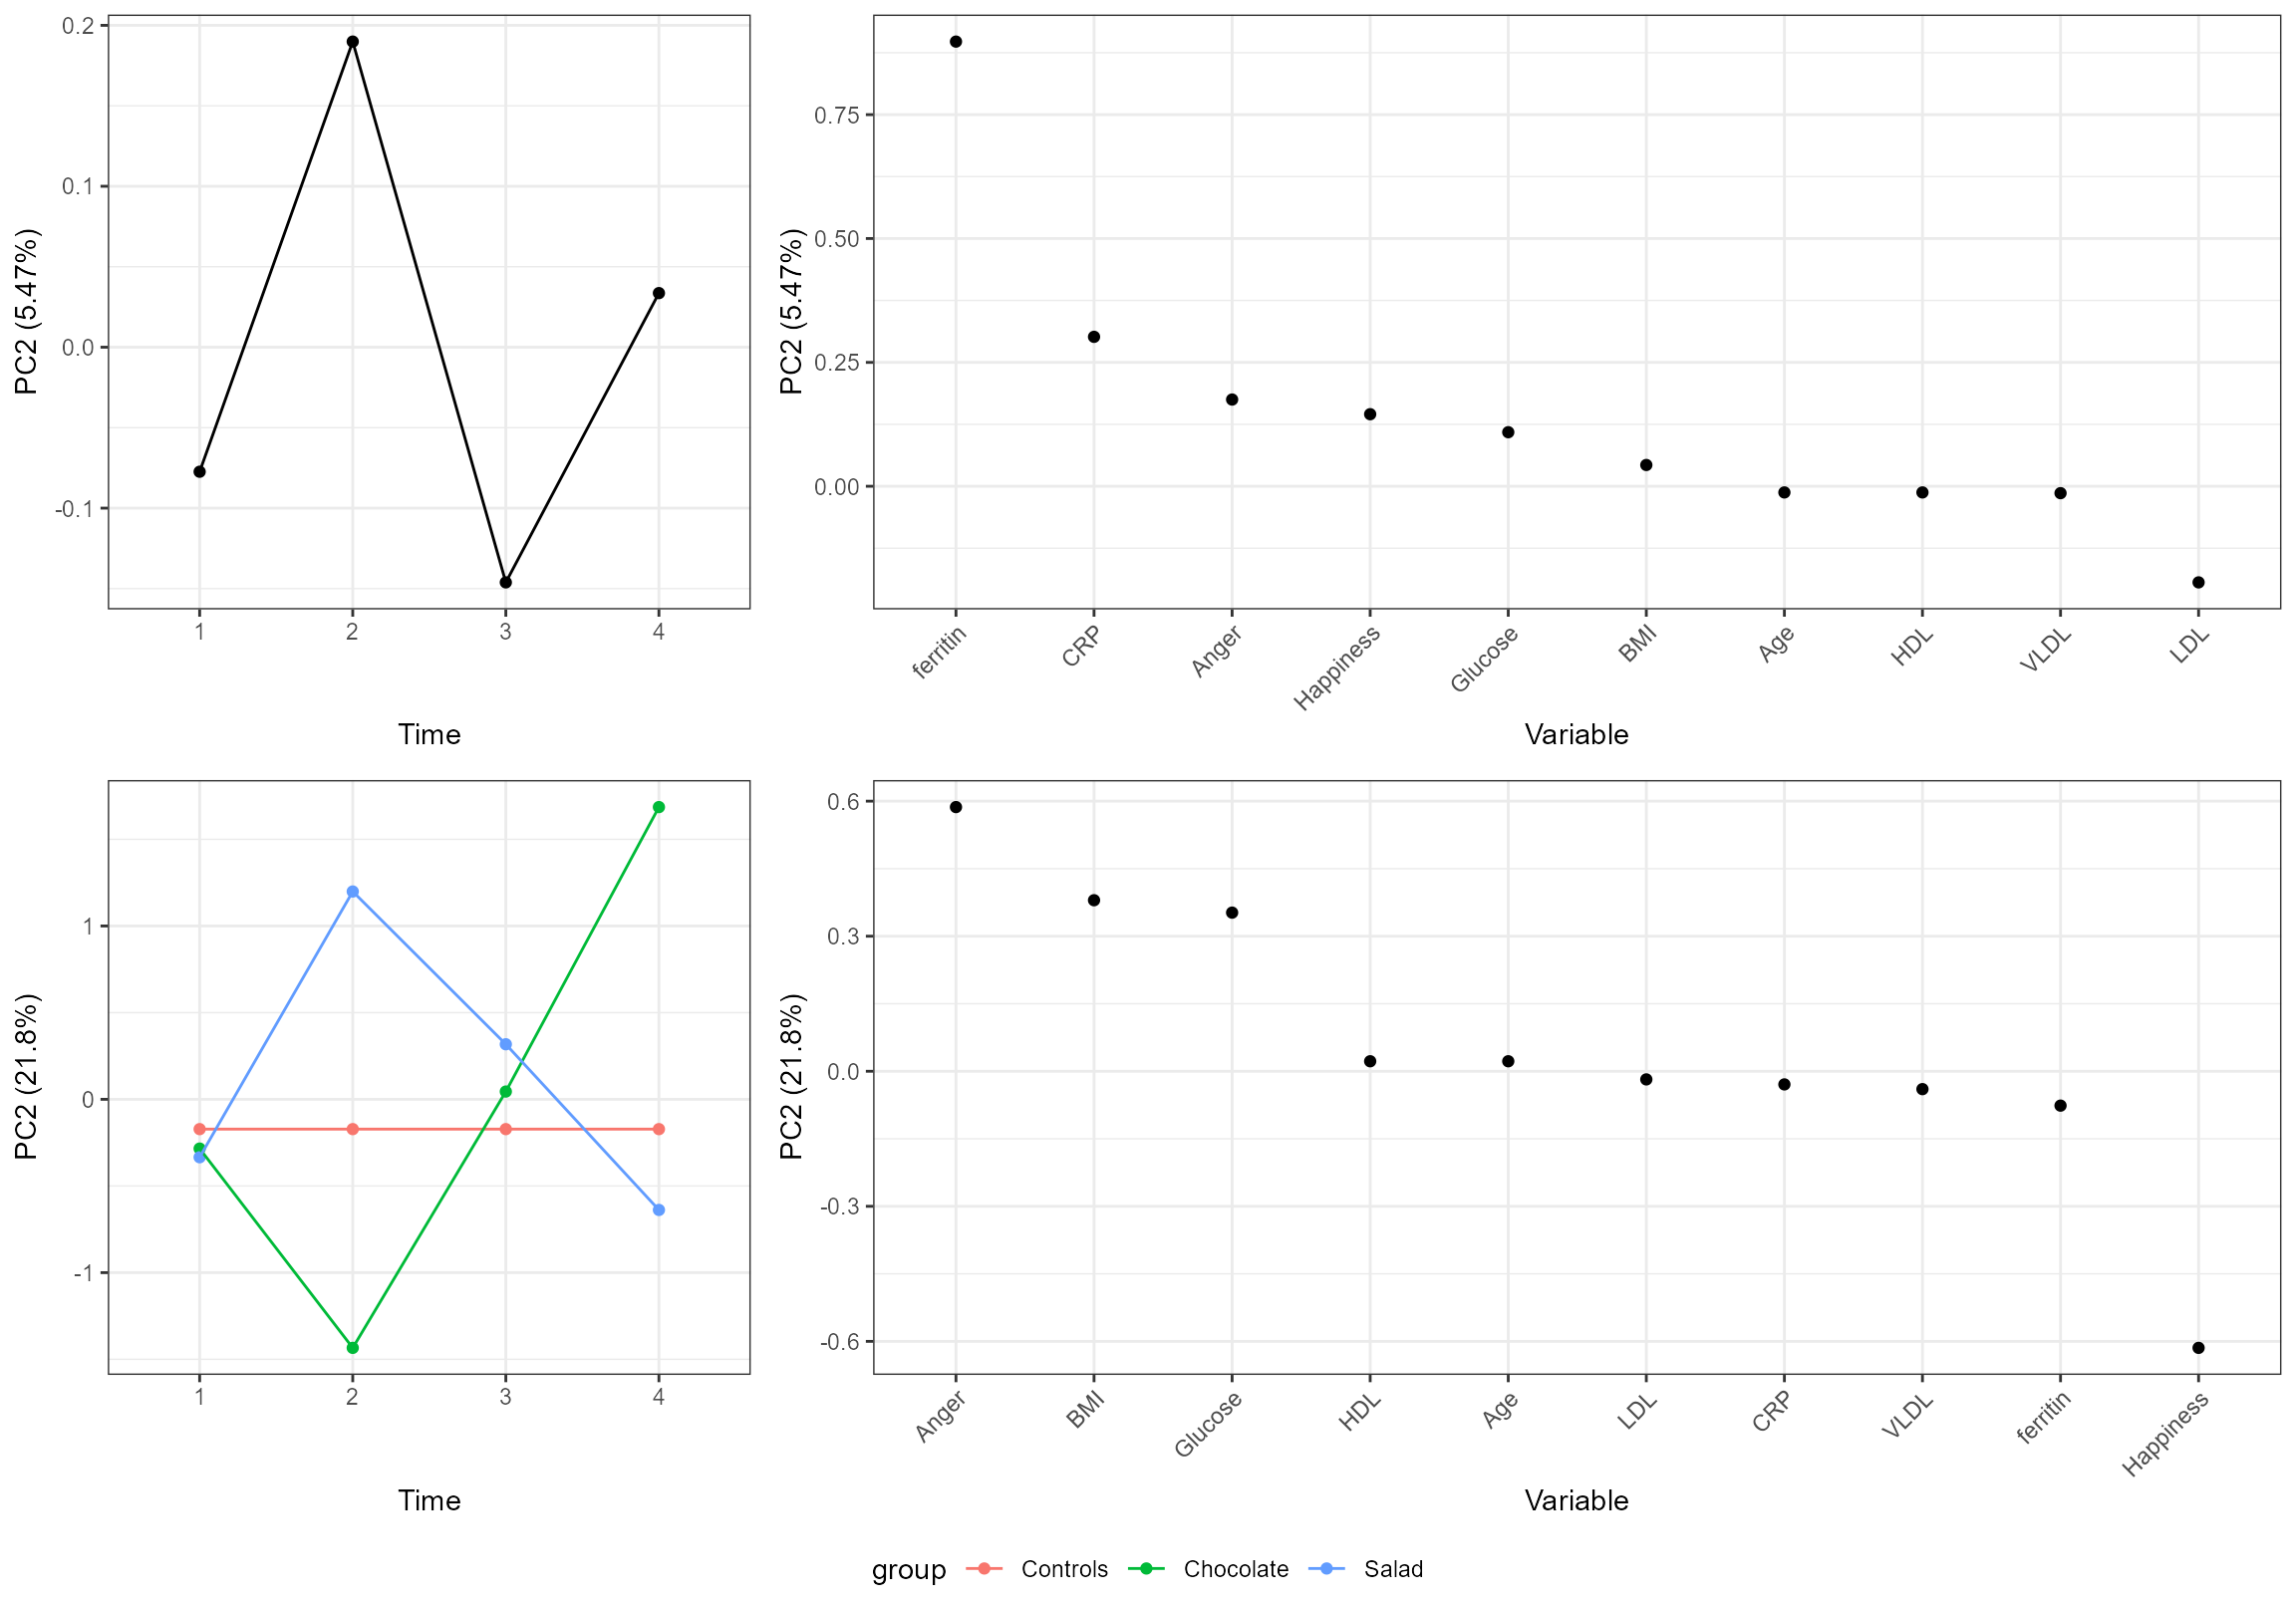 PC2 (5.47%)
0.2
0.1
0.0
-0.1
1 2 3 4
Time
PC2 (5.47%)
0.75
0.50
0.25
0.00
ferritin CRP Anger Happiness Glucose BMI Age HDL VLDL LDL
Variable
PC2 (21.8%)
1
0
-1
1 2 3 4
Time
PC2 (21.8%)
0.6
0.3
0.0
-0.3
-0.6
Anger BMI Glucose HDL Age LDL CRP VLDL ferritin Happiness
Variable
group Controls Chocolate Salad